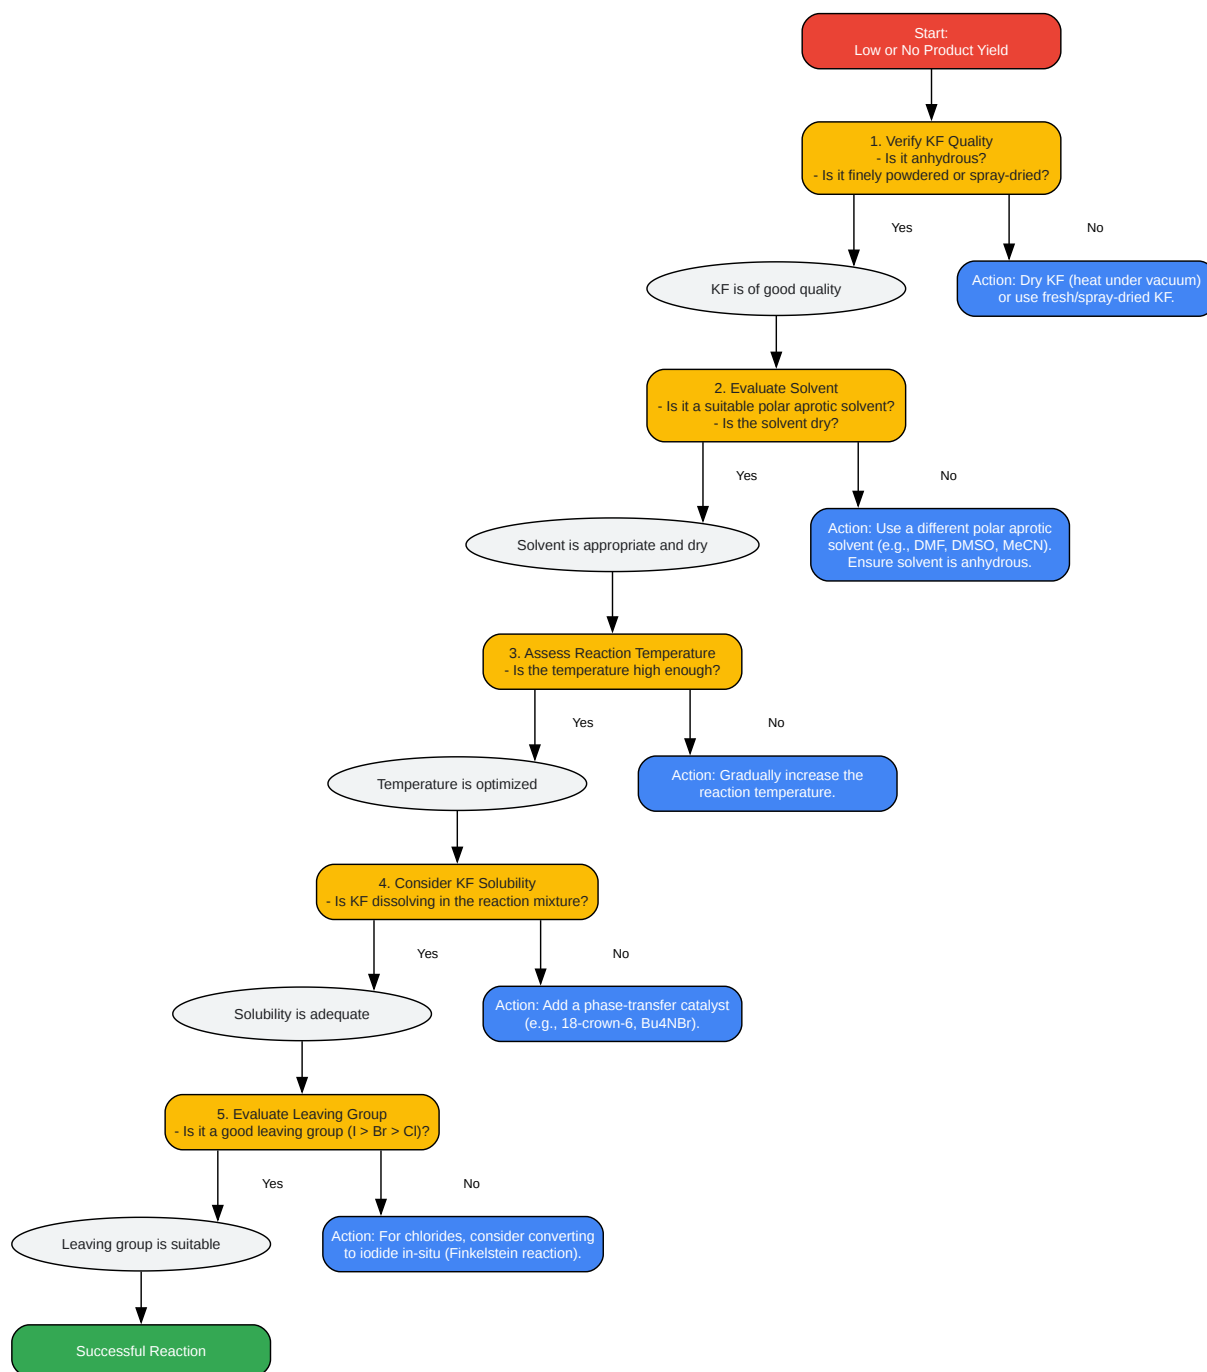 Start:
Low or No Product Yield
1. Verify KF Quality
- Is it anhydrous?
- Is it finely powdered or spray-dried?
Yes
No
KF is of good quality
Action: Dry KF (heat under vacuum)
or use fresh/spray-dried KF.
2. Evaluate Solvent
- Is it a suitable polar aprotic solvent?
- Is the solvent dry?
Yes
No
Solvent is appropriate and dry
Action: Use a different polar aprotic
solvent (e.g., DMF, DMSO, MeCN).
Ensure solvent is anhydrous.
3. Assess Reaction Temperature
- Is the temperature high enough?
Yes
No
Temperature is optimized
Action: Gradually increase the
reaction temperature.
4. Consider KF Solubility
- Is KF dissolving in the reaction mixture?
Yes
No
Solubility is adequate
Action: Add a phase-transfer catalyst
(e.g., 18-crown-6, Bu4NBr).
5. Evaluate Leaving Group
- Is it a good leaving group (I > Br > Cl)?
Yes
No
Leaving group is suitable
Action: For chlorides, consider converting
to iodide in-situ (Finkelstein reaction).
Successful Reaction